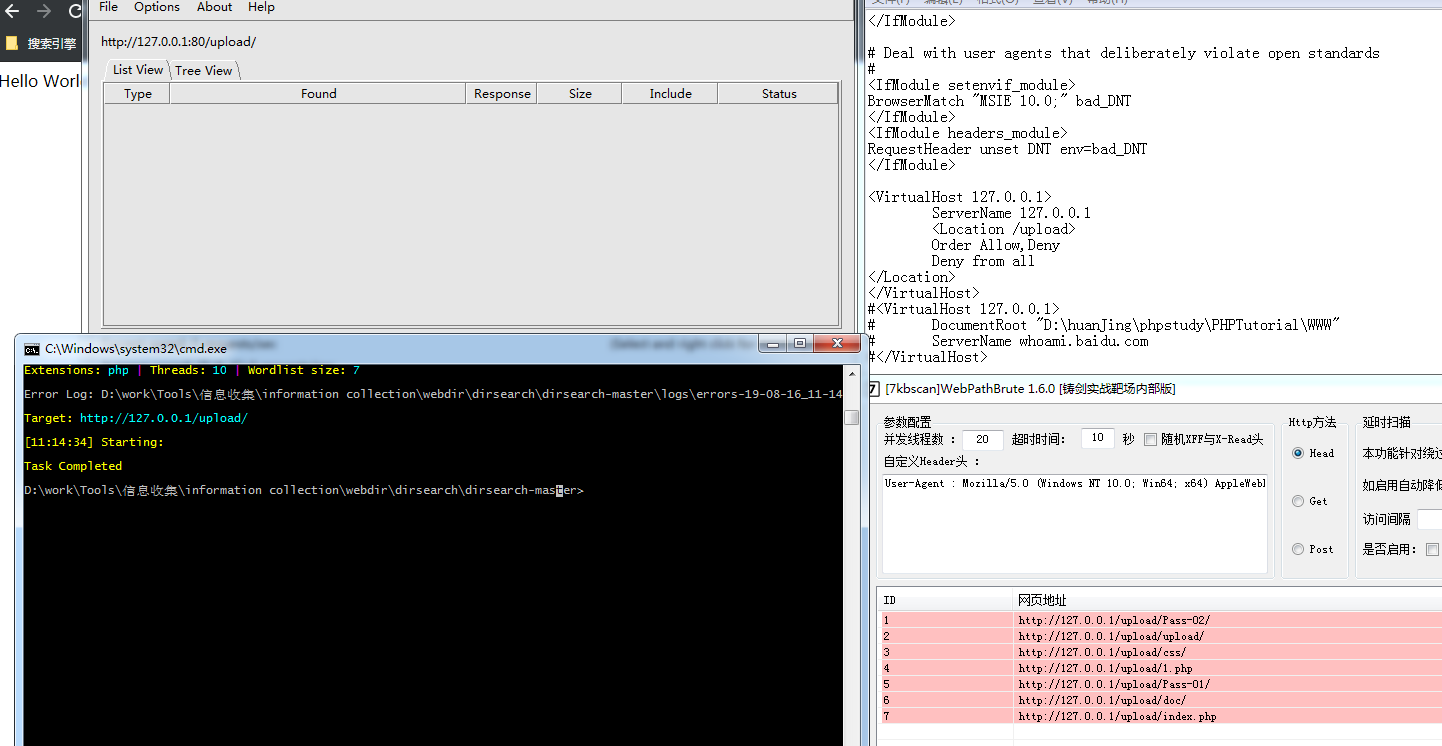 搜索引擎
Hello Worl
File Options About Help
http://127.0.0.1:80/upload/
List View Tree View
Type Found Response Size Include Status
</IfModule>
# Deal with user agents that deliberately violate open standards
#
<IfModule setenvif_module>
BrowserMatch "MSIE 10.0;" bad_DNT
</IfModule>
<IfModule headers_module>
RequestHeader unset DNT env=bad_DNT
</IfModule>
<VirtualHost 127.0.0.1>
ServerName 127.0.0.1
<Location /upload>
Order Allow,Deny
Deny from all
</Location>
</VirtualHost>
#<VirtualHost 127.0.0.1>
# DocumentRoot "D:\huanJing\phpstudy\PHPTutorial\WWW"
# ServerName whoami.baidu.com
#</VirtualHost>
C:\Windows\system32\cmd.exe
Extensions: php | Threads: 10 | Wordlist size: 7
Error Log: D:\work\Tools\信息收集\information collection\webdir\dirsearch\dirsearch-master\logs\errors-19-08-16_11-14
Target: http://127.0.0.1/upload/
[11:14:34] Starting:
Task Completed
D:\work\Tools\信息收集\information collection\webdir\dirsearch\dirsearch-master>
[7kbscan]WebPathBrute 1.6.0 [铸剑实战靶场内部版]
参数配置
并发线程数 : 20 超时时间: 10 秒 随机XFF与X-Read头
自定义Header头 :
User-Agent : Mozilla/5.0 (Windows NT 10.0; Win64; x64) AppleWebl
Http方法
Head
Get
Post
延时扫描
本功能针对绕过
如启用自动降低
访问间隔
是否启用:
ID 网页地址
1 http://127.0.0.1/upload/Pass-02/
2 http://127.0.0.1/upload/upload/
3 http://127.0.0.1/upload/css/
4 http://127.0.0.1/upload/1.php
5 http://127.0.0.1/upload/Pass-01/
6 http://127.0.0.1/upload/doc/
7 http://127.0.0.1/upload/index.php